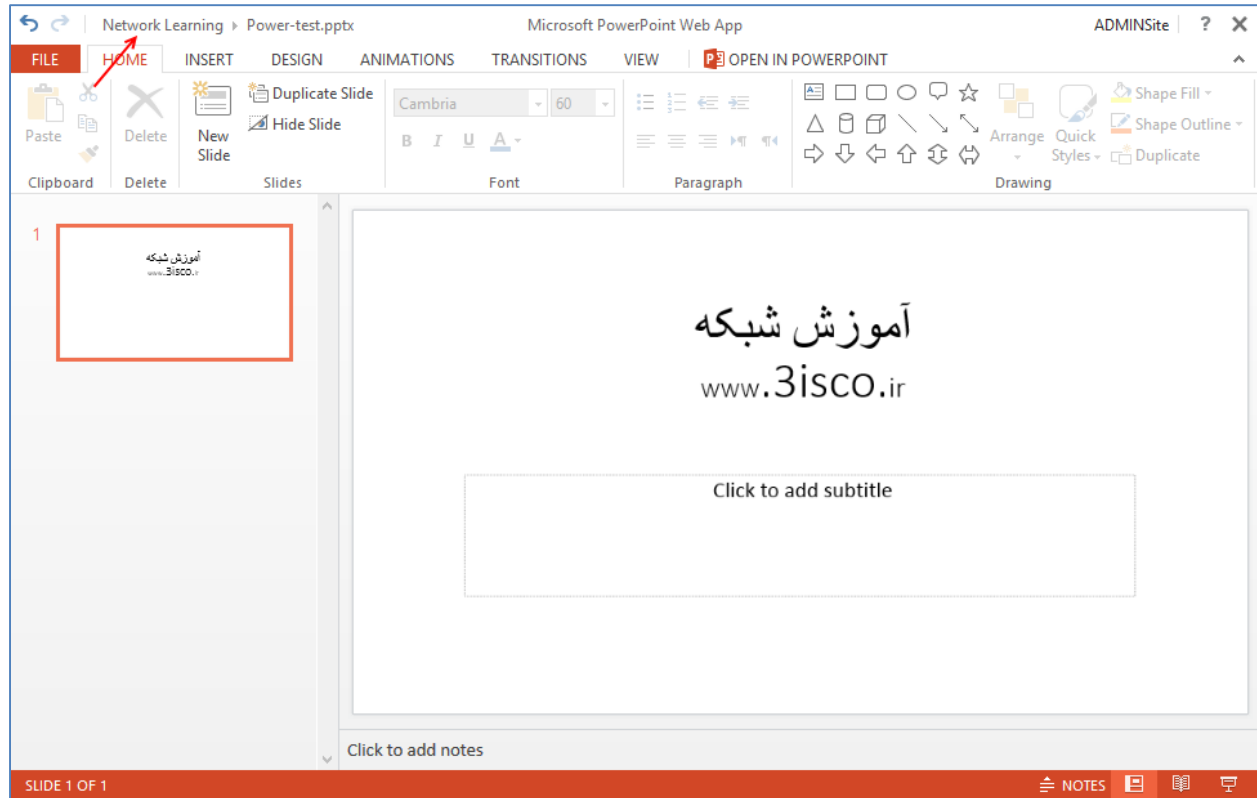 Network Learning ▸ Power-test.pptx Microsoft PowerPoint Web App ADMINSite ?
FILE HOME INSERT DESIGN ANIMATIONS TRANSITIONS VIEW OPEN IN POWERPOINT
Paste
Delete
New Slide
Duplicate Slide
Hide Slide
Cambria 60
B I U A
Arrange
Quick Styles
Shape Fill
Shape Outline
Duplicate
Clipboard Delete Slides Font Paragraph Drawing
1
آموزش شبکه
www.3isco.ir
آموزش شبکه
www.3isco.ir
Click to add subtitle
Click to add notes
SLIDE 1 OF 1 NOTES